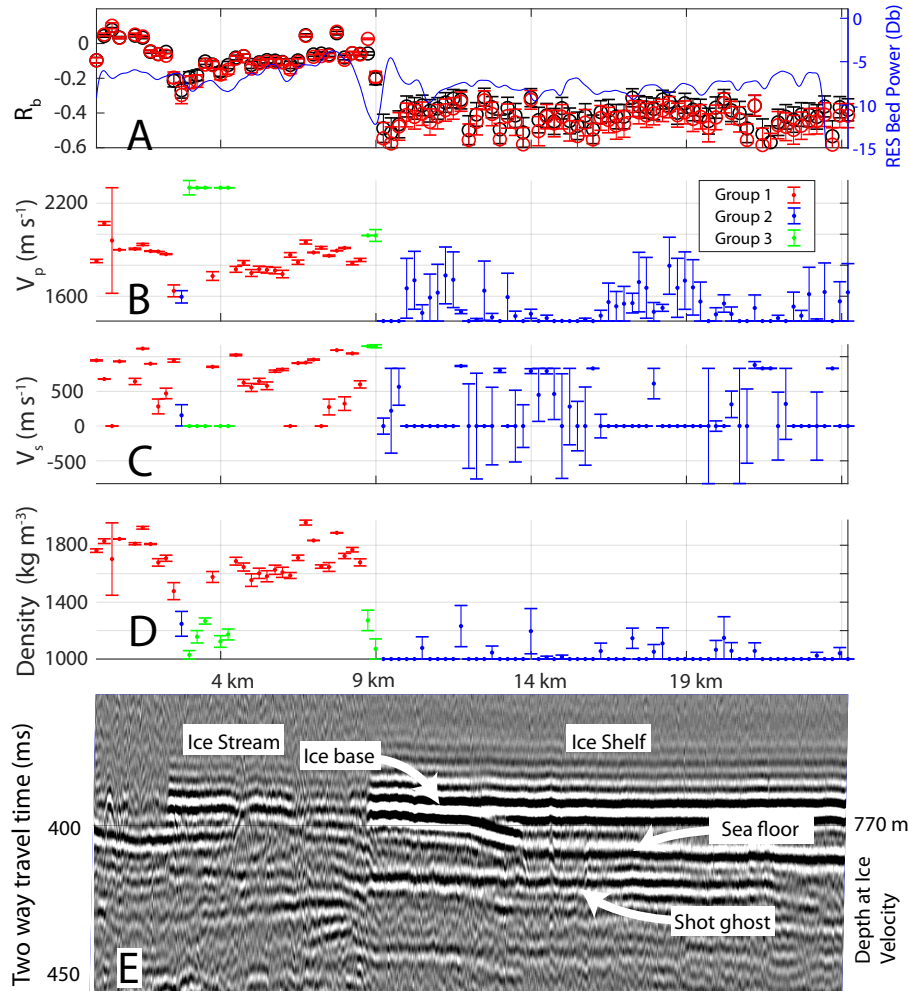 0
-0.2
-0.4
-0.6
R_b
A
0
-5
-10
-15
RES Bed Power (Db)
2200
1600
V_p (m s⁻¹)
B
Group 1
Group 2
Group 3
500
0
-500
V_s (m s⁻¹)
C
1800
1400
1000
Density (kg m⁻³)
D
4 km
9 km
14 km
19 km
Ice Stream
Ice Shelf
Ice base
Sea floor
Shot ghost
400
450
Two way travel time (ms)
770 m
Depth at Ice
Velocity
E